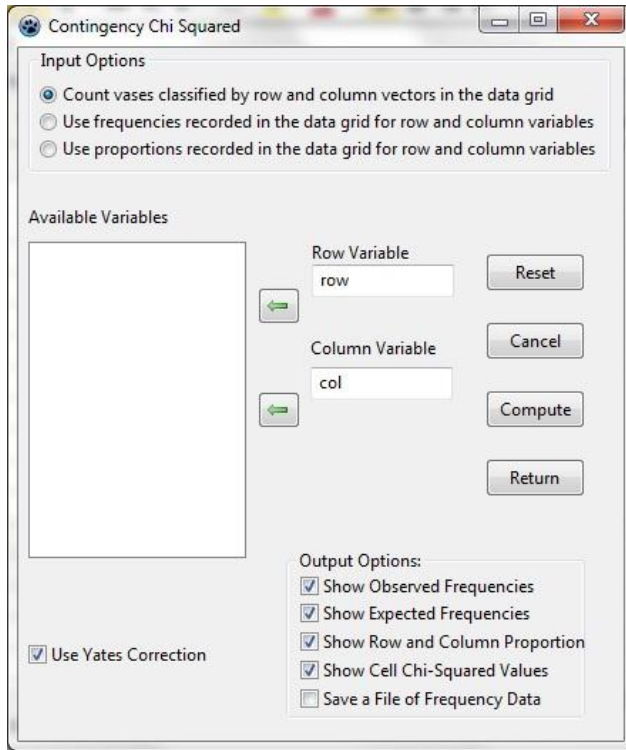 Contingency Chi Squared
Input Options
Count vases classified by row and column vectors in the data grid
Use frequencies recorded in the data grid for row and column variables
Use proportions recorded in the data grid for row and column variables
Available Variables
Row Variable
row
Reset
Column Variable
Cancel
col
Compute
Return
Output Options:
Show Observed Frequencies
Show Expected Frequencies
Show Row and Column Proportion
Use Yates Correction
Show Cell Chi-Squared Values
Save a File of Frequency Data